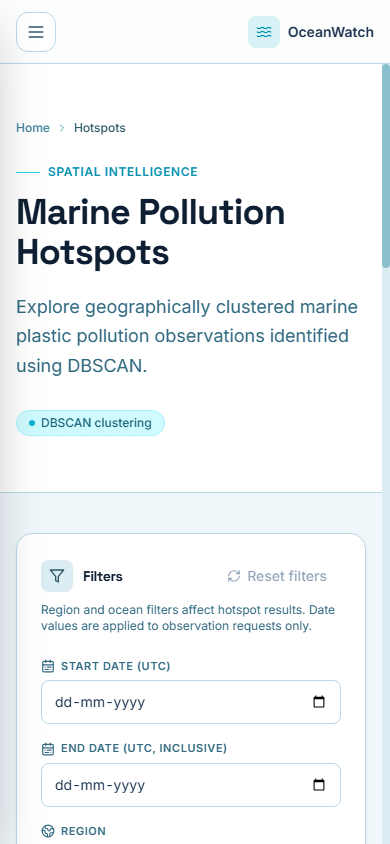 OceanWatch
Home > Hotspots
SPATIAL INTELLIGENCE
Marine Pollution
Hotspots
Explore geographically clustered marine
plastic pollution observations identified
using DBSCAN.
DBSCAN clustering
Filters
Reset filters
Region and ocean filters affect hotspot results. Date
values are applied to observation requests only.
START DATE (UTC)
dd-mm-yyyy
END DATE (UTC, INCLUSIVE)
dd-mm-yyyy
REGION